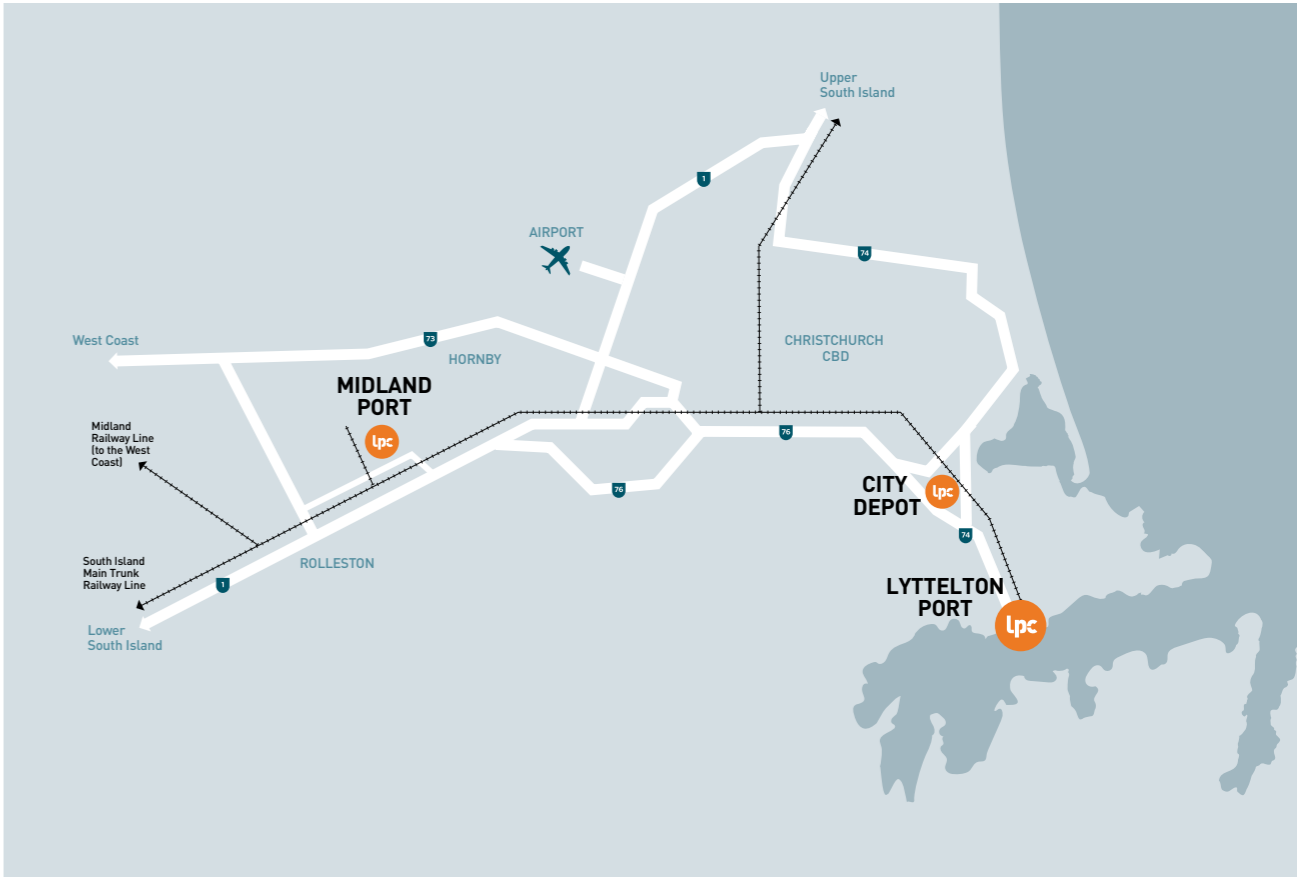 Upper
South Island
1
AIRPORT
74
West Coast
73
HORNBY
CHRISTCHURCH
CBD
MIDLAND
PORT
lpc
Midland
Railway Line
(to the West
Coast)
76
76
CITY
DEPOT
lpc
74
South Island
Main Trunk
Railway Line
ROLLESTON
1
LYTTELTON
PORT
lpc
Lower
South Island